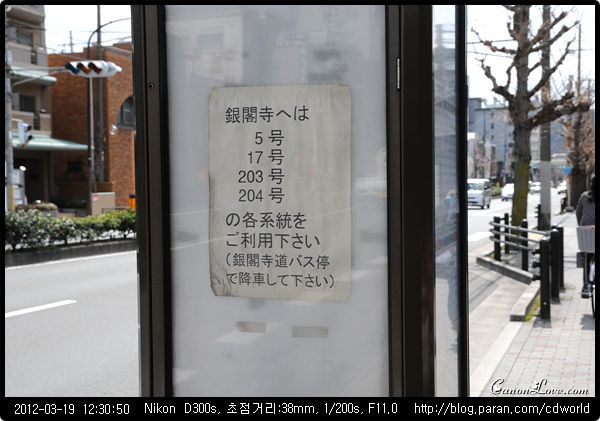 銀閣寺へは
5号
17号
203号
204号
の各系統を
ご利用下さい
(銀閣寺道バス停
で降車して下さい)
CanonLove.com
2012-03-19 12:30:50 Nikon D300s, 초점거리:38mm, 1/200s, F11.0 http://blog.paran.com/cdworld